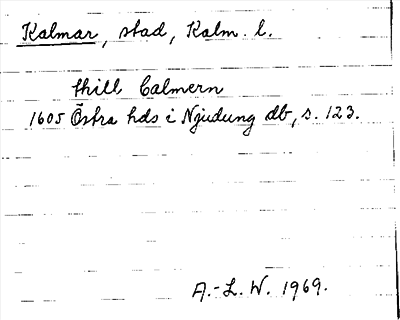 Kalmar, stad, Kalm. l.
thill Calmern
1605 Östra hds i Njudung db, s. 123.
A.-L. W. 1969.